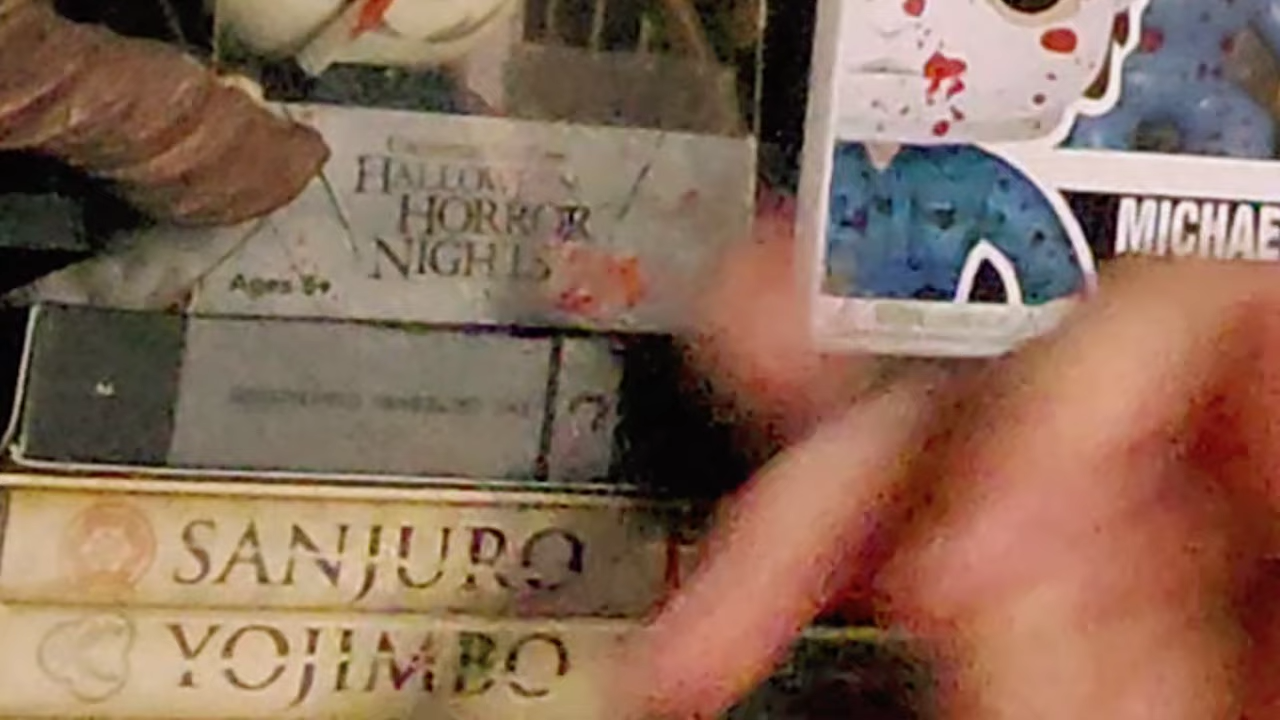 HALLOWEEN
HORROR
NIGHTS
Ages 6+
MICHAE
SANJURO
YOJIMBO